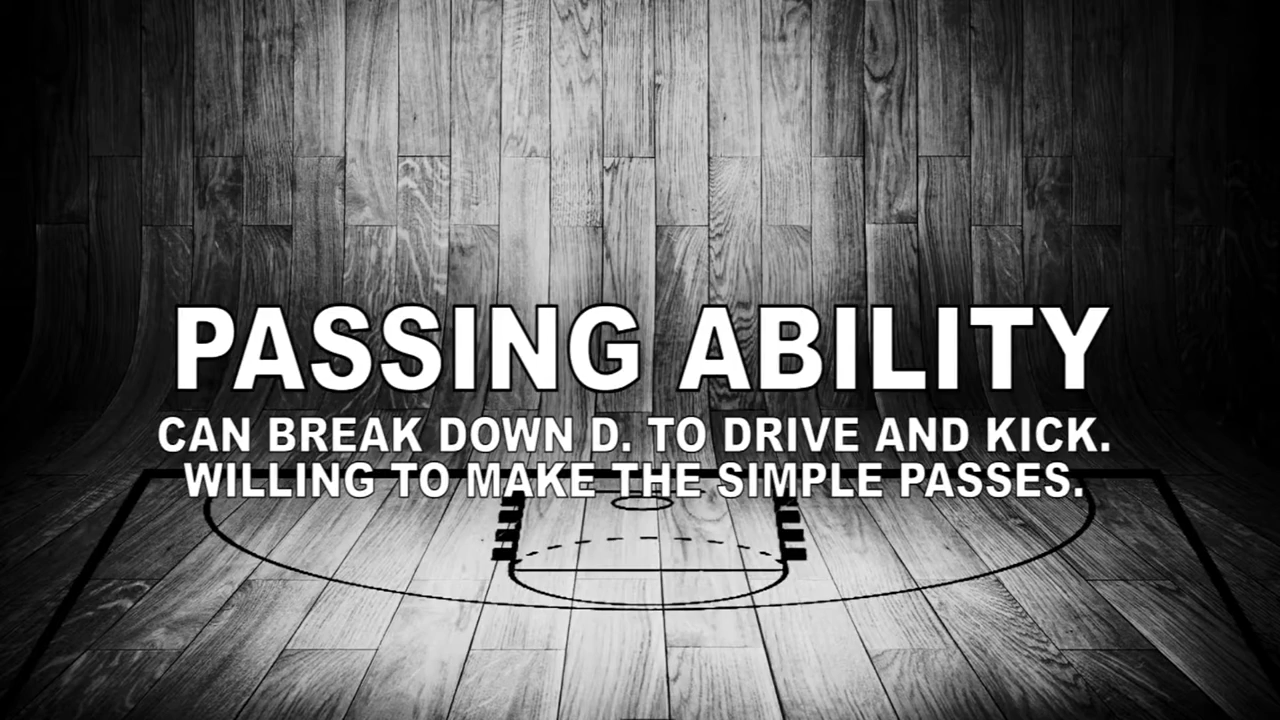 PASSING ABILITY
CAN BREAK DOWN D. TO DRIVE AND KICK.
WILLING TO MAKE THE SIMPLE PASSES.